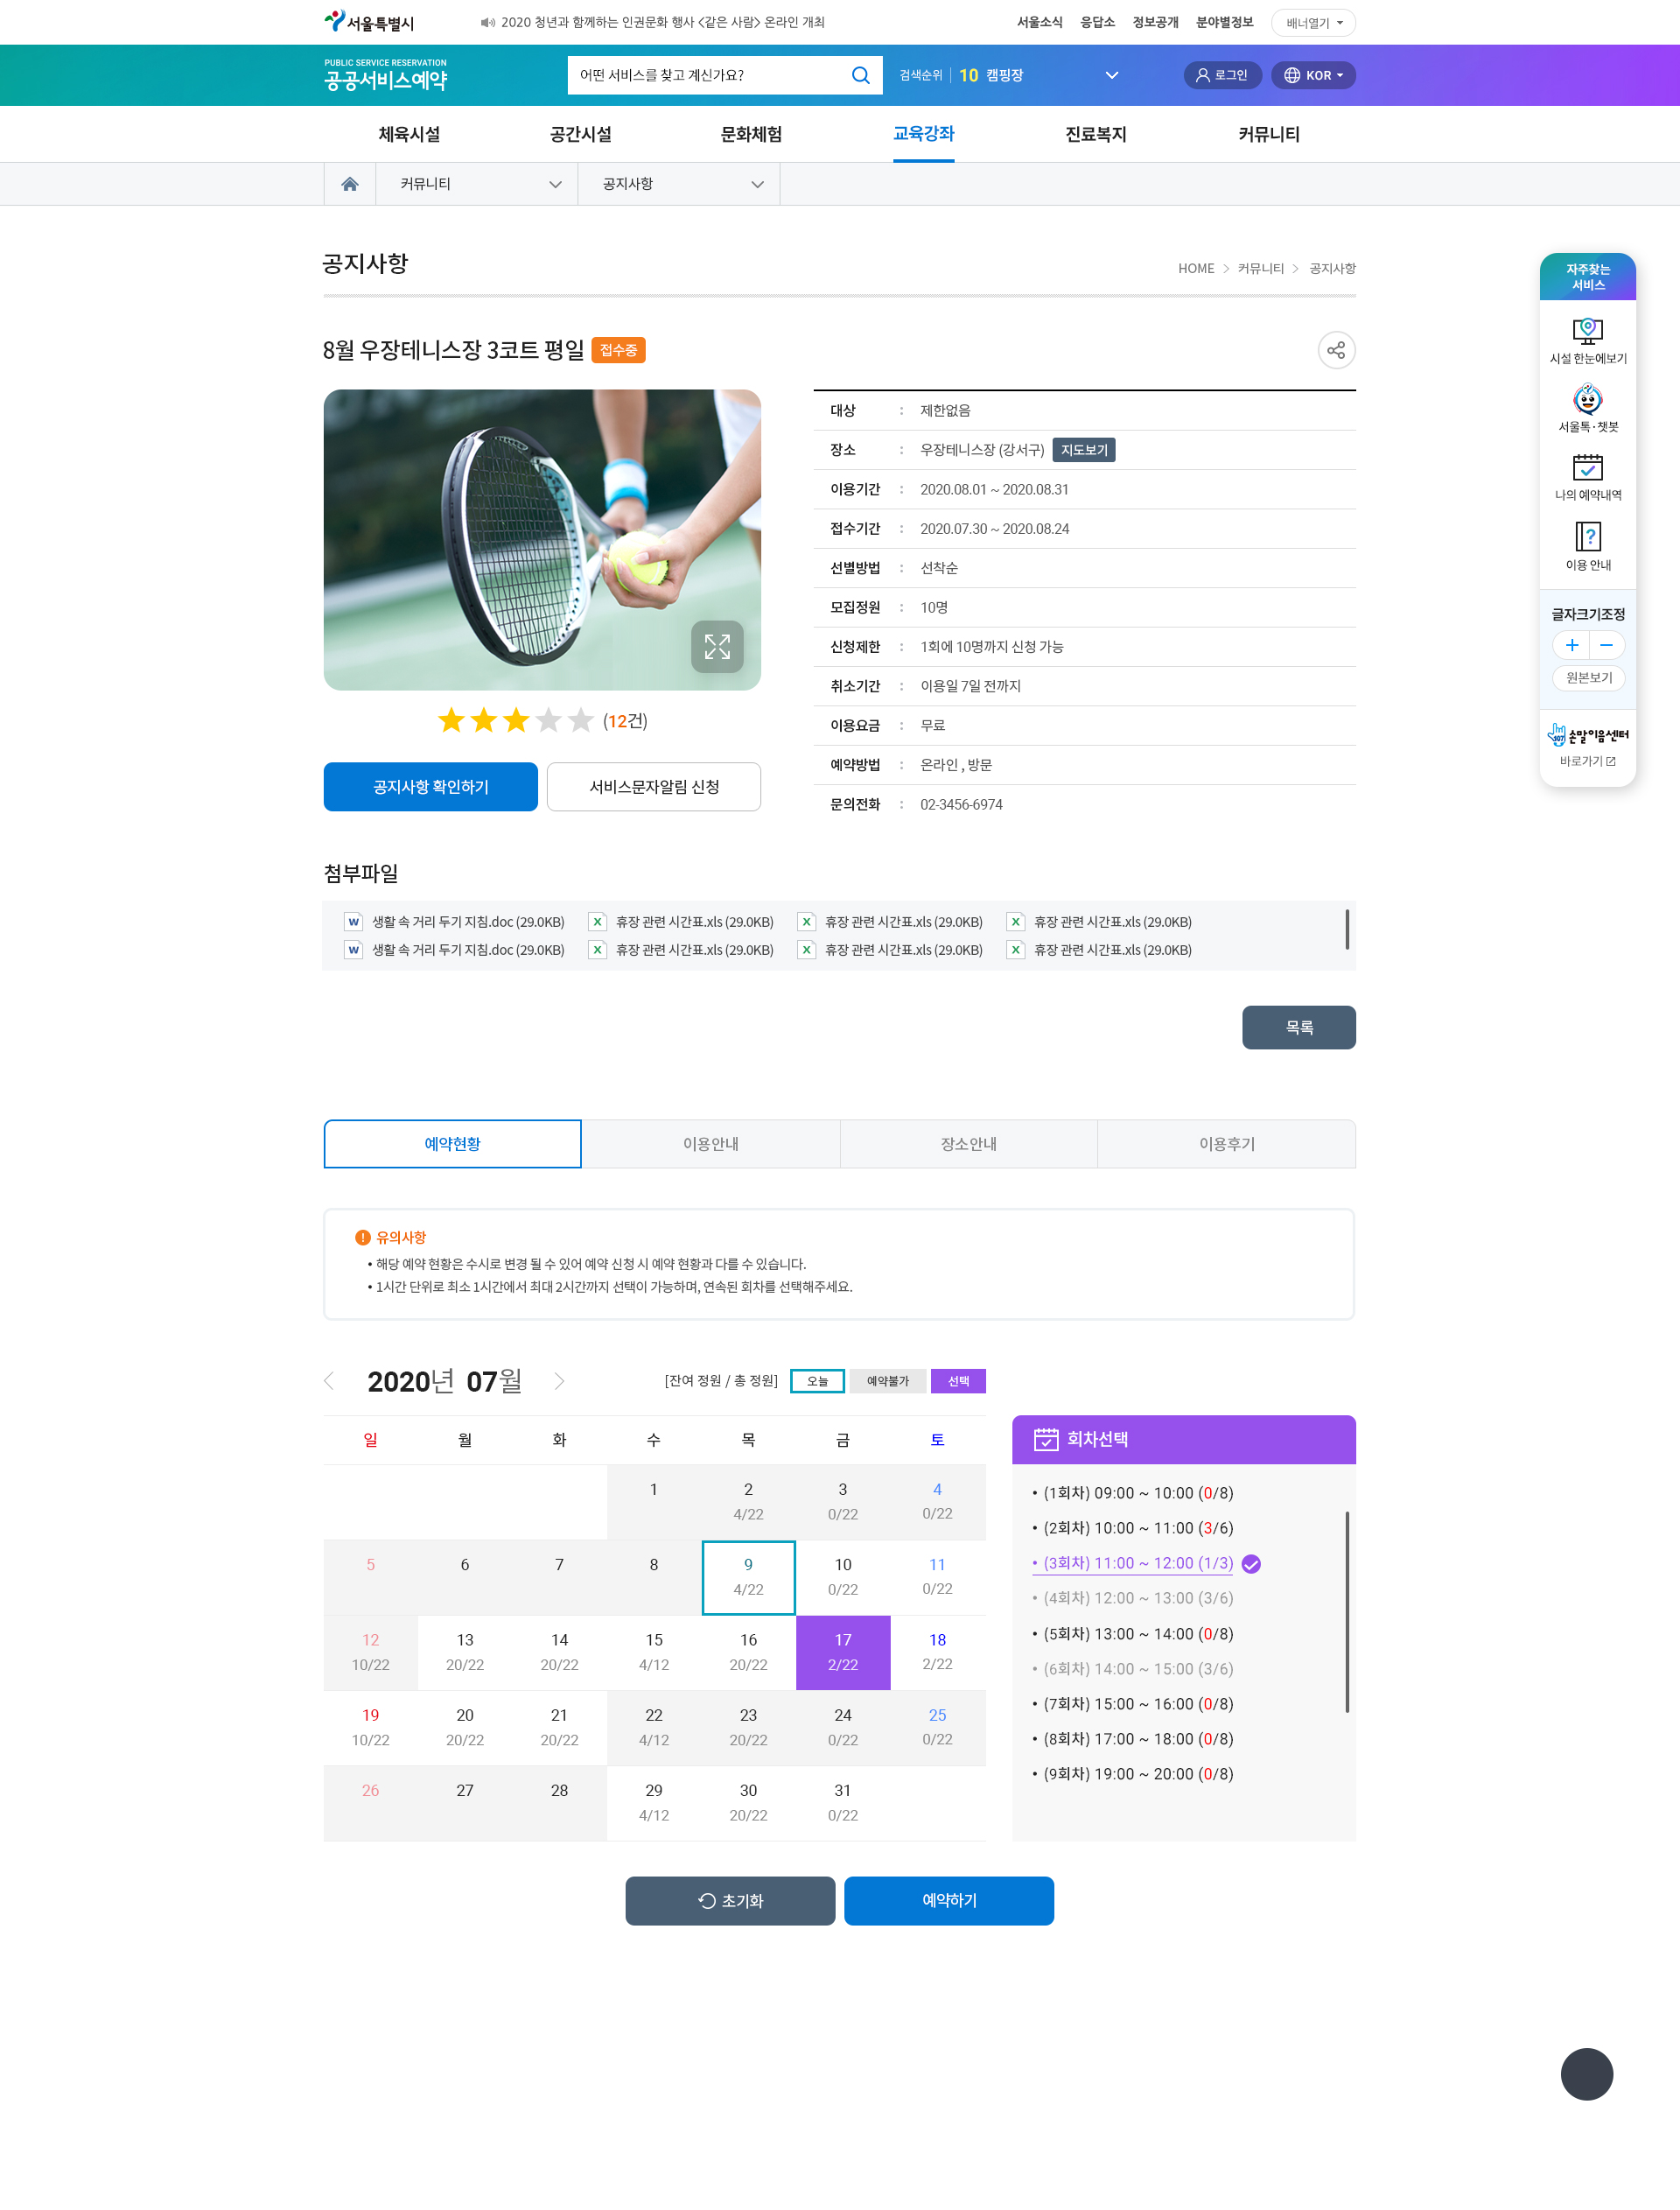 서울특별시
2020 청년과 함께하는 인권문화 행사 <같은 사람> 온라인 개최
서울소식 응답소 정보공개 분야별정보 배너열기
PUBLIC SERVICE RESERVATION
공공서비스예약
어떤 서비스를 찾고 계신가요?
검색순위 10 캠핑장
로그인 KOR
체육시설 공간시설 문화체험 교육강좌 진료복지 커뮤니티
커뮤니티 공지사항
공지사항
HOME 커뮤니티 공지사항
8월 우장테니스장 3코트 평일 접수중
대상 : 제한없음
장소 : 우장테니스장 (강서구) 지도보기
이용기간 : 2020.08.01 ~ 2020.08.31
접수기간 : 2020.07.30 ~ 2020.08.24
선별방법 : 선착순
모집정원 : 10명
신청제한 : 1회에 10명까지 신청 가능
취소기간 : 이용일 7일 전까지
이용요금 : 무료
예약방법 : 온라인 , 방문
문의전화 : 02-3456-6974
(12건)
공지사항 확인하기 서비스문자알림 신청
첨부파일
생활 속 거리 두기 지침.doc (29.0KB) 휴장 관련 시간표.xls (29.0KB) 휴장 관련 시간표.xls (29.0KB) 휴장 관련 시간표.xls (29.0KB)
생활 속 거리 두기 지침.doc (29.0KB) 휴장 관련 시간표.xls (29.0KB) 휴장 관련 시간표.xls (29.0KB) 휴장 관련 시간표.xls (29.0KB)
목록
예약현황 이용안내 장소안내 이용후기
유의사항
• 해당 예약 현황은 수시로 변경 될 수 있어 예약 신청 시 예약 현황과 다를 수 있습니다.
• 1시간 단위로 최소 1시간에서 최대 2시간까지 선택이 가능하며, 연속된 회차를 선택해주세요.
2020년 07월
[잔여 정원 / 총 정원] 오늘 예약불가 선택
일 월 화 수 목 금 토
1 2 3 4
4/22 0/22 0/22
5 6 7 8 9 10 11
4/22 0/22 0/22
12 13 14 15 16 17 18
10/22 20/22 20/22 4/12 20/22 2/22 2/22
19 20 21 22 23 24 25
10/22 20/22 20/22 4/12 20/22 0/22 0/22
26 27 28 29 30 31
4/12 20/22 0/22
회차선택
• (1회차) 09:00 ~ 10:00 (0/8)
• (2회차) 10:00 ~ 11:00 (3/6)
• (3회차) 11:00 ~ 12:00 (1/3)
• (4회차) 12:00 ~ 13:00 (3/6)
• (5회차) 13:00 ~ 14:00 (0/8)
• (6회차) 14:00 ~ 15:00 (3/6)
• (7회차) 15:00 ~ 16:00 (0/8)
• (8회차) 17:00 ~ 18:00 (0/8)
• (9회차) 19:00 ~ 20:00 (0/8)
초기화 예약하기
자주찾는
서비스
시설 한눈에보기
서울톡·챗봇
나의 예약내역
이용 안내
글자크기조정
+ −
원본보기
107 손말이음센터
바로가기